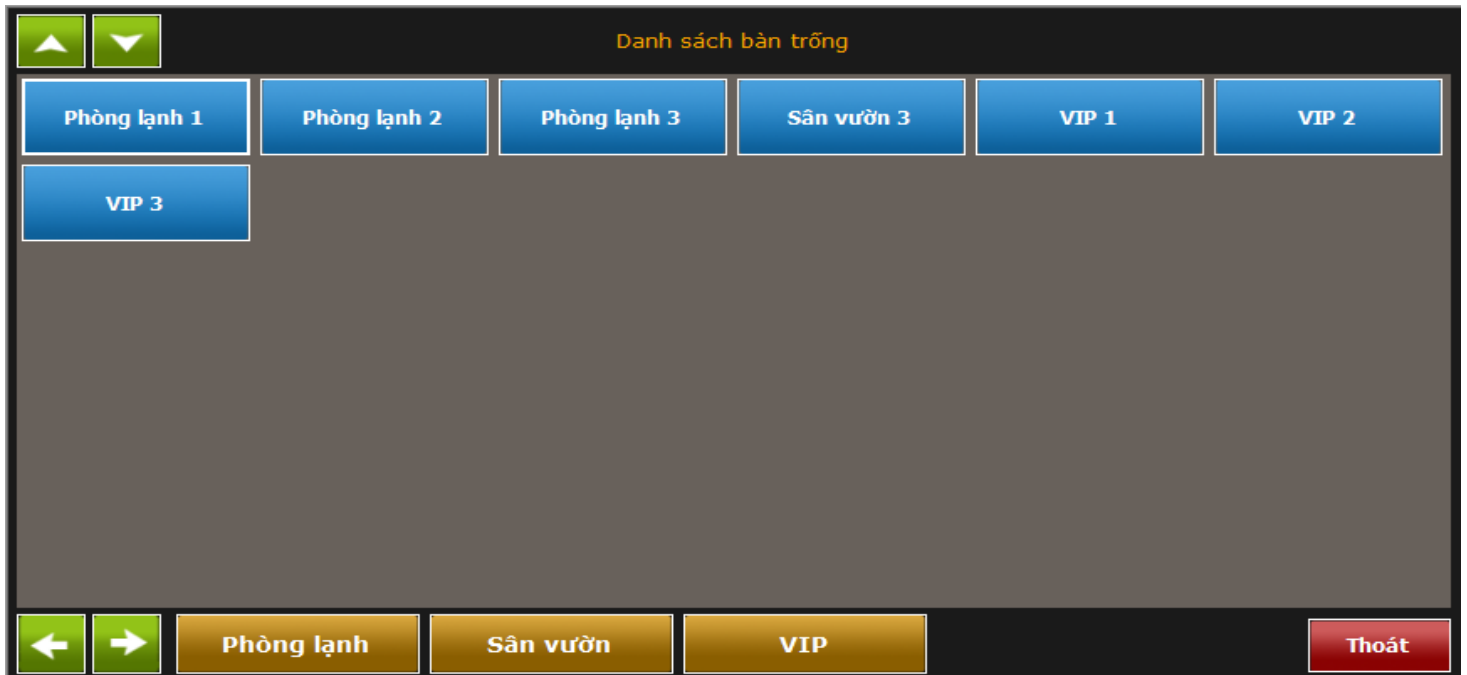 Danh sách bàn trống
Phòng lạnh 1 Phòng lạnh 2 Phòng lạnh 3 Sân vườn 3 VIP 1 VIP 2
VIP 3
Phòng lạnh Sân vườn VIP Thoát